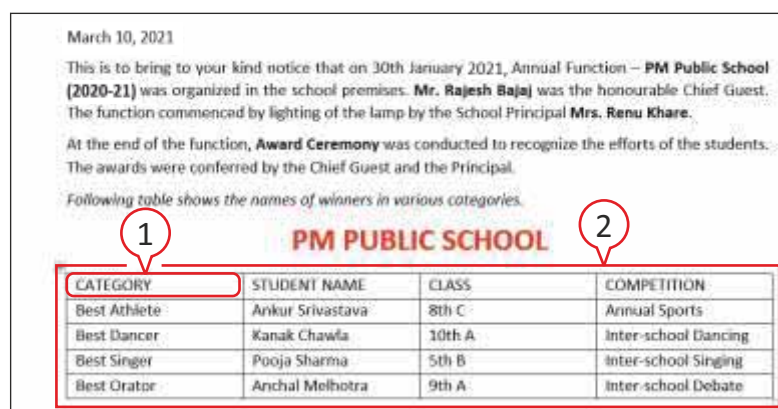 March 10, 2021
This is to bring to your kind notice that on 30th January 2021, Annual Function – PM Public School
(2020-21) was organized in the school premises. Mr. Rajesh Bajaj was the honourable Chief Guest.
The function commenced by lighting of the lamp by the School Principal Mrs. Renu Khare.
At the end of the function, Award Ceremony was conducted to recognize the efforts of the students.
The awards were conferred by the Chief Guest and the Principal.
Following table shows the names of winners in various categories.
1 2
PM PUBLIC SCHOOL
CATEGORY STUDENT NAME CLASS COMPETITION
Best Athlete Ankur Srivastava 8th C Annual Sports
Best Dancer Kanak Chawla 10th A Inter-school Dancing
Best Singer Pooja Sharma 5th B Inter-school Singing
Best Orator Anchal Melhotra 9th A Inter-school Debate